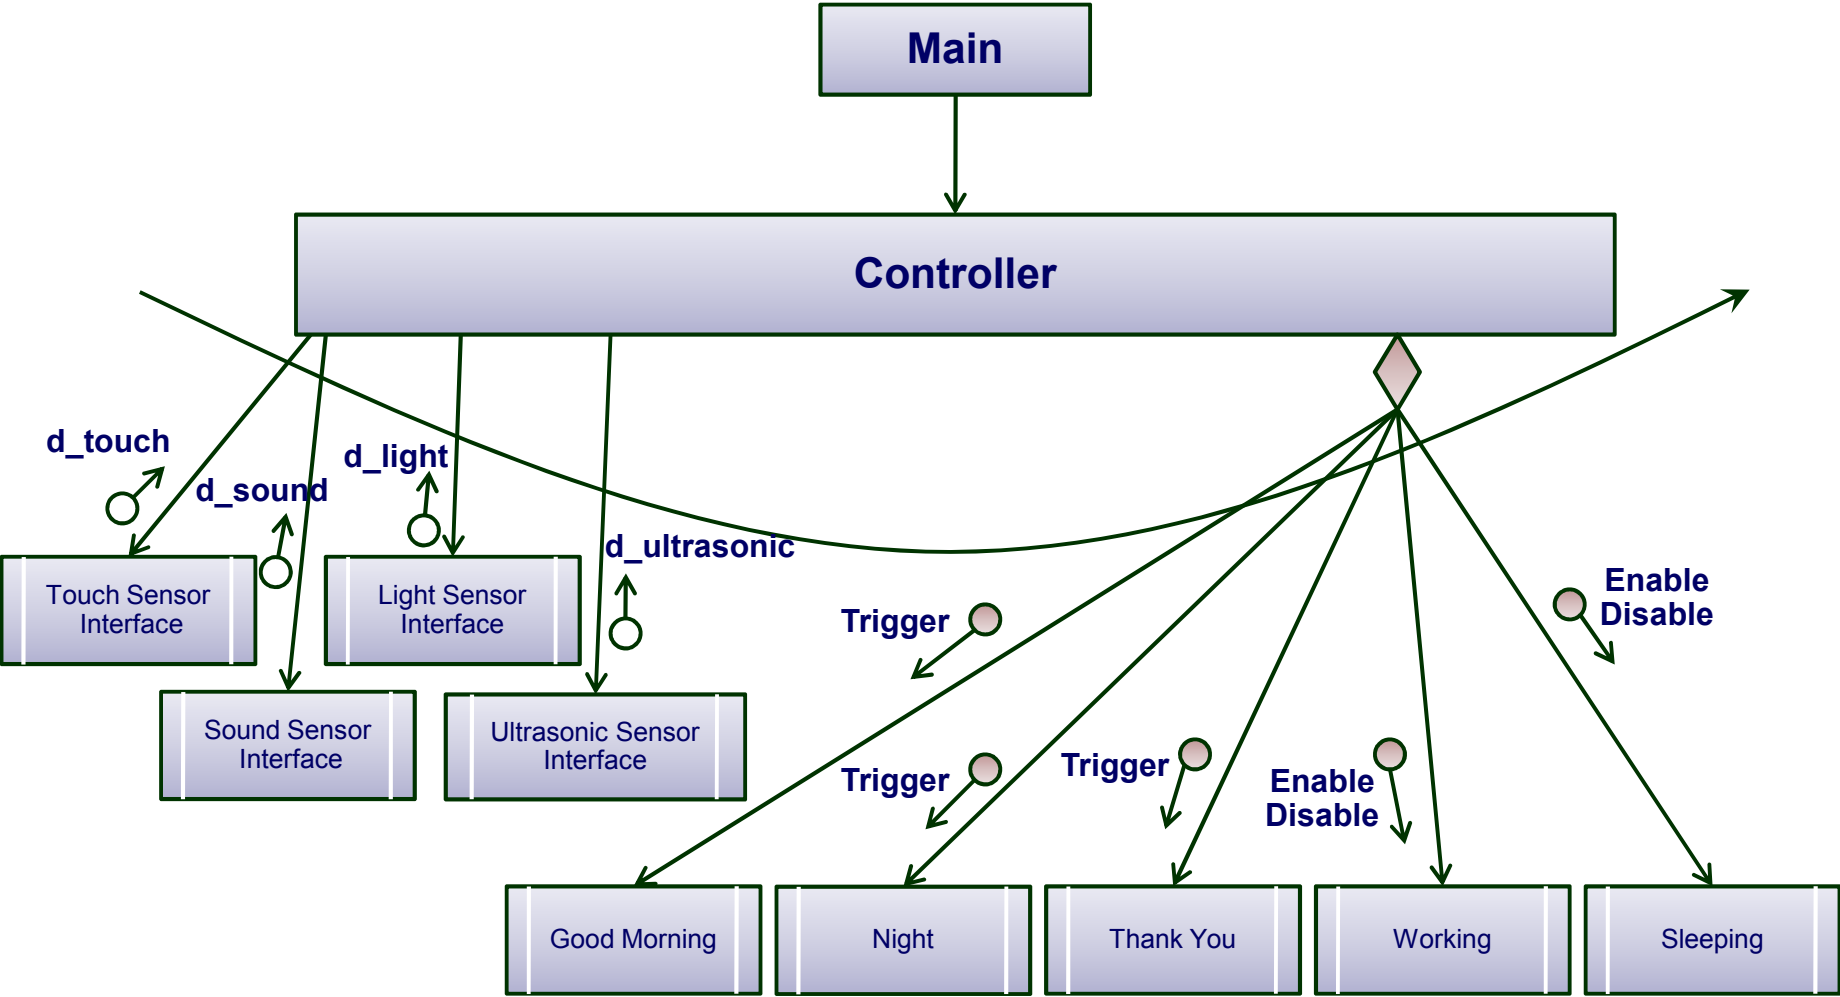 Main
Controller
d_touch
d_light
d_sound
d_ultrasonic
Touch Sensor
Interface
Light Sensor
Interface
Enable
Disable
Trigger
Sound Sensor
Interface
Ultrasonic Sensor
Interface
Trigger
Trigger
Enable
Disable
Good Morning
Night
Thank You
Working
Sleeping